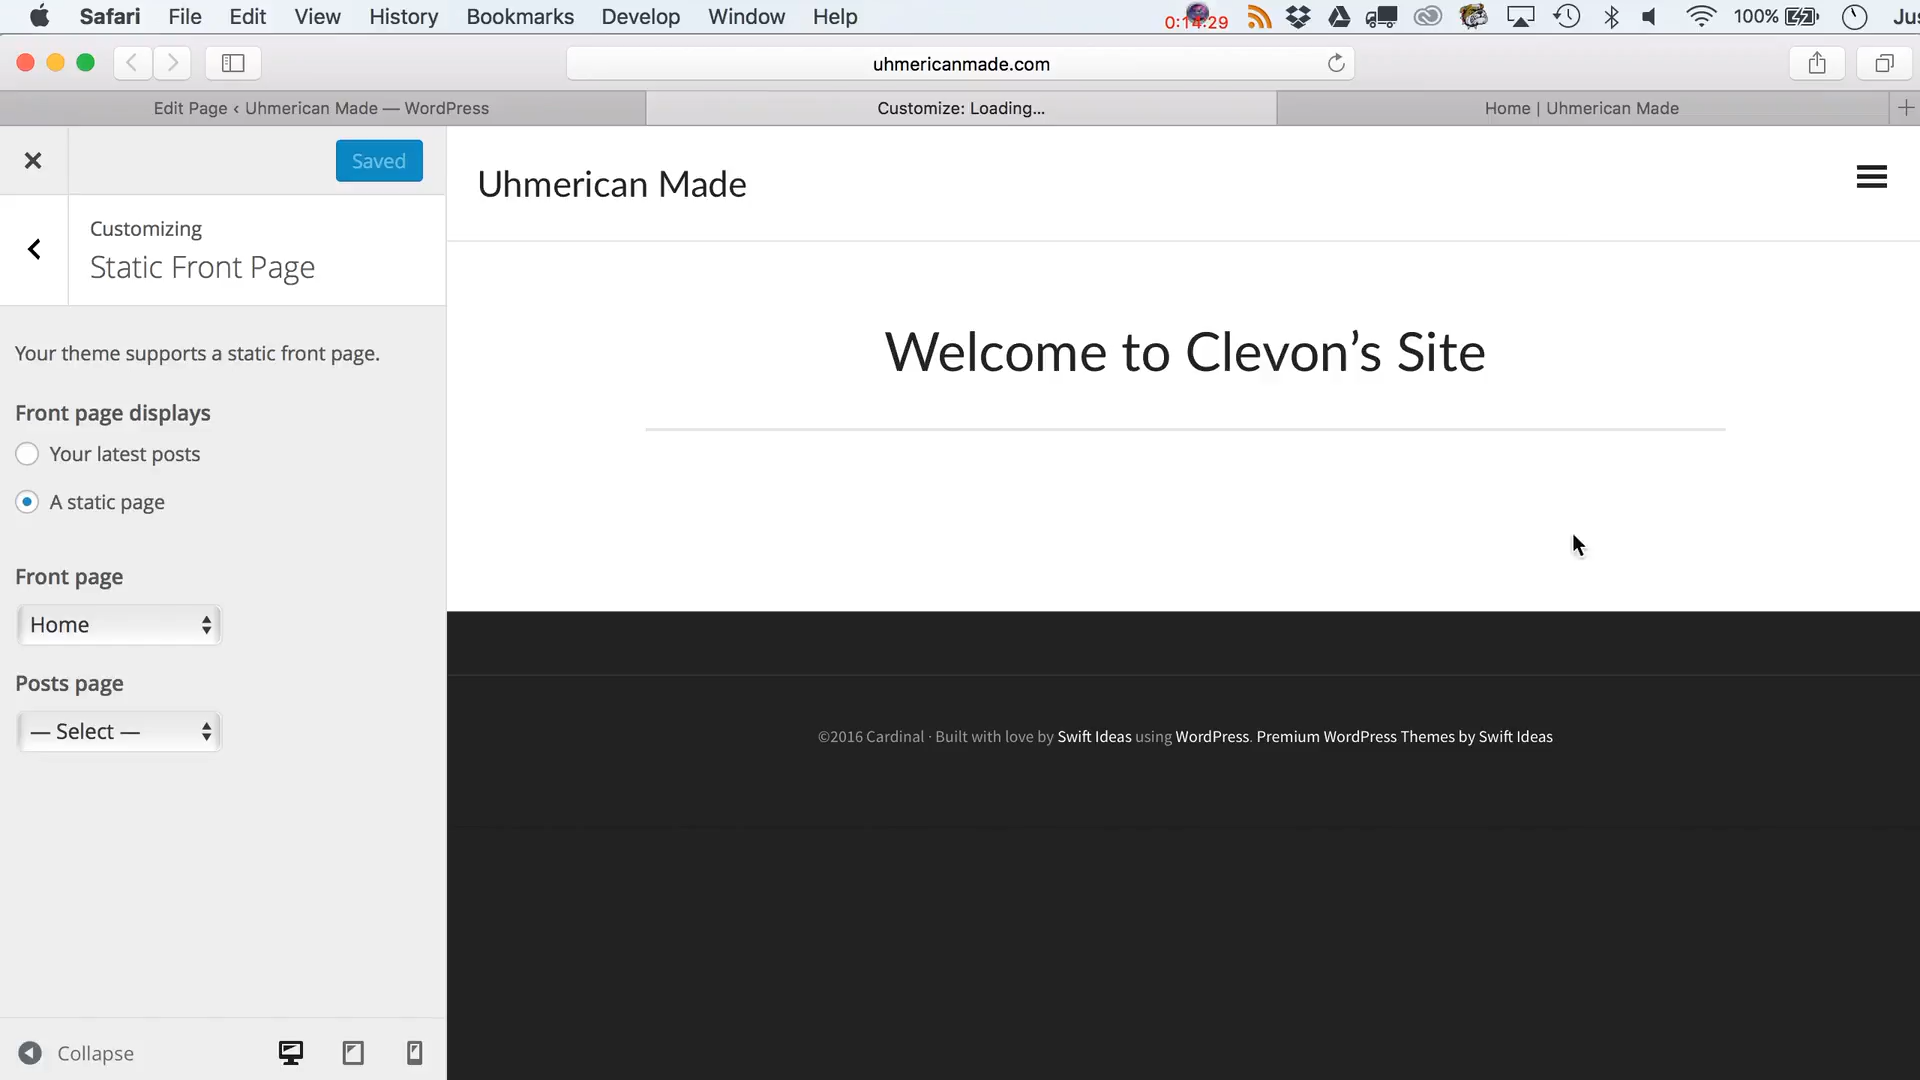 Safari File Edit View History Bookmarks Develop Window Help 0:14:29 100%
uhmericanmade.com
Edit Page ‹ Uhmerican Made — WordPress Customize: Loading... Home | Uhmerican Made
Saved
Customizing
Static Front Page
Your theme supports a static front page.
Front page displays
Your latest posts
A static page
Front page
Home
Posts page
— Select —
Collapse
Uhmerican Made
Welcome to Clevon’s Site
©2016 Cardinal · Built with love by Swift Ideas using WordPress. Premium WordPress Themes by Swift Ideas